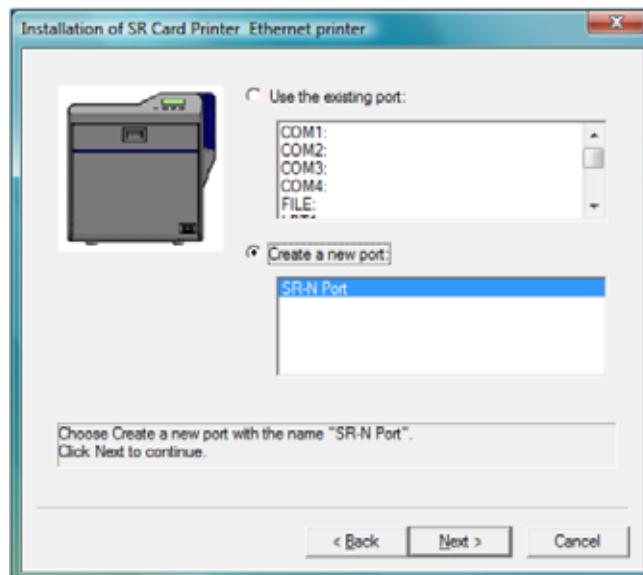 Installation of SR Card Printer Ethernet printer
Use the existing port:
COM1:
COM2:
COM3:
COM4:
FILE:
Create a new port:
SR-N Port
Choose Create a new port with the name "SR-N Port".
Click Next to continue.
< Back
Next >
Cancel